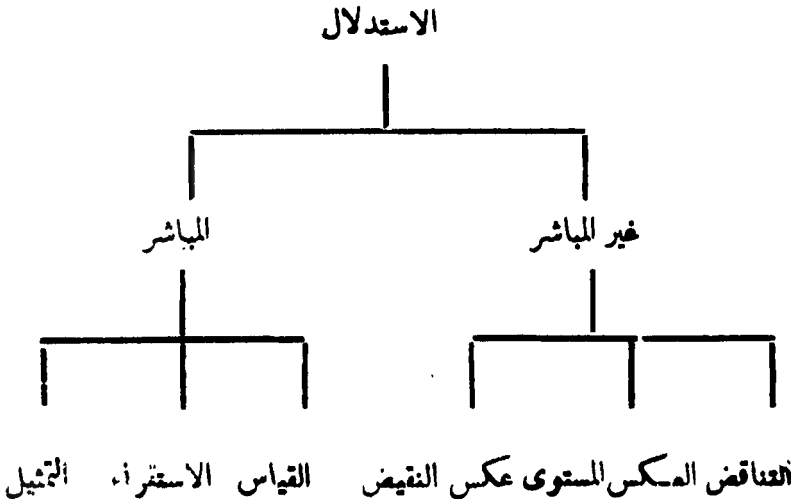 الاستدلال
غير المباشر المباشر
التناقض العكس المستوى عكس النقيض القياس الاستقراء التمثيل